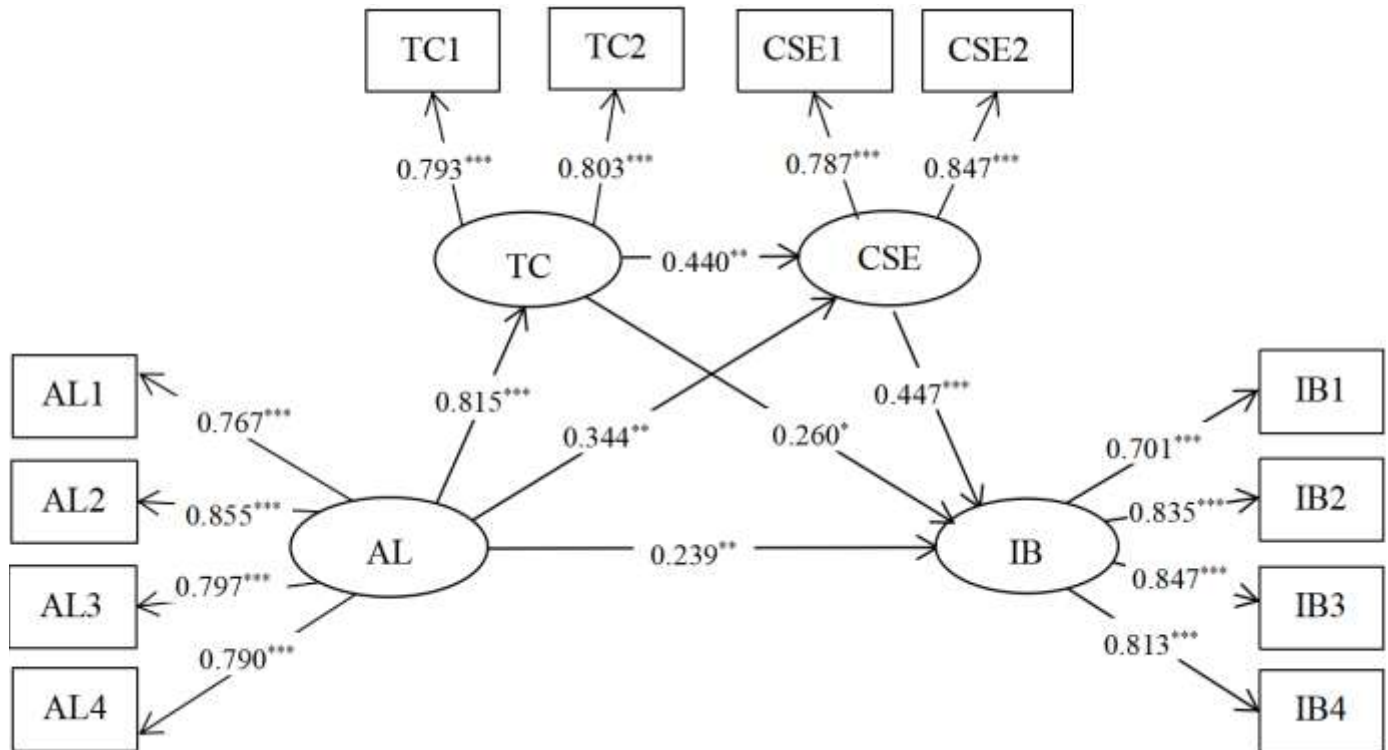 TC1
TC2
CSE1
CSE2
0.793***
0.803***
0.787***
0.847***
TC
0.440**
CSE
AL1
AL2
AL3
AL4
0.767***
0.855***
0.797***
0.790***
0.815***
0.344**
0.260*
0.447***
AL
0.239**
IB
0.701***
0.835***
0.847***
0.813***
IB1
IB2
IB3
IB4